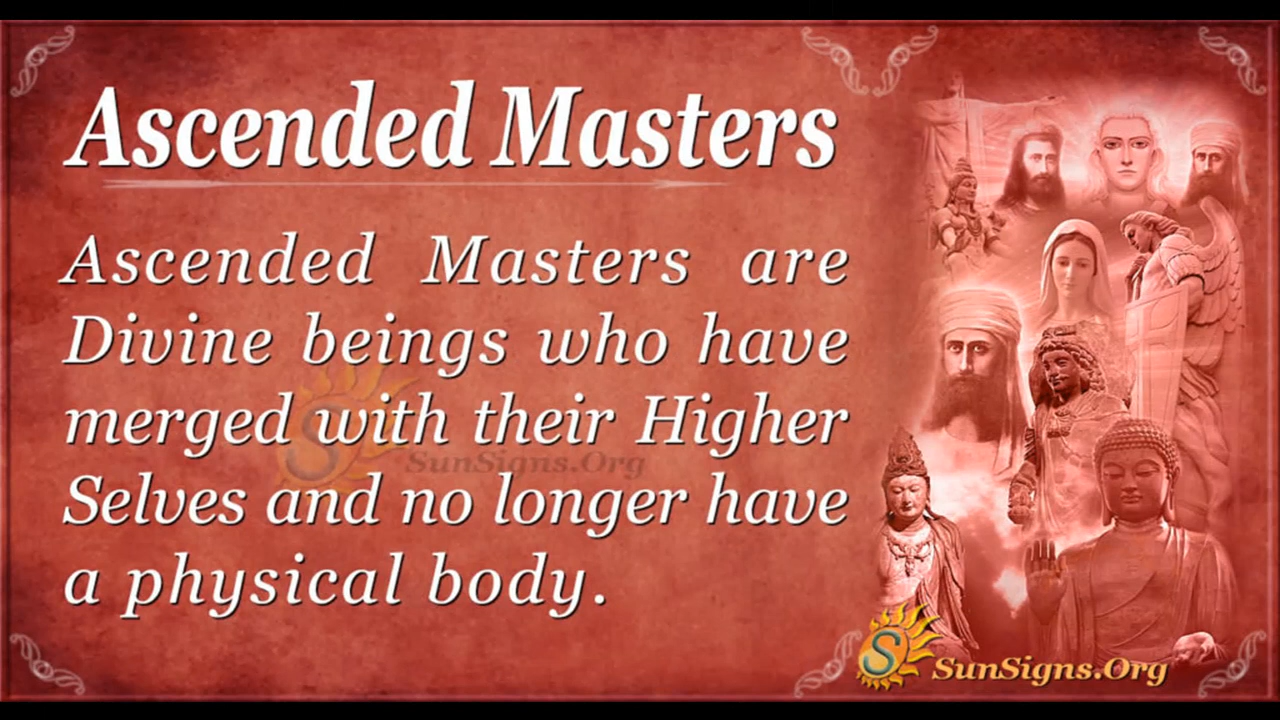 Ascended Masters
Ascended Masters are
Divine beings who have
merged with their Higher
Selves and no longer have
a physical body.
SunSigns.Org
S
SunSigns.Org